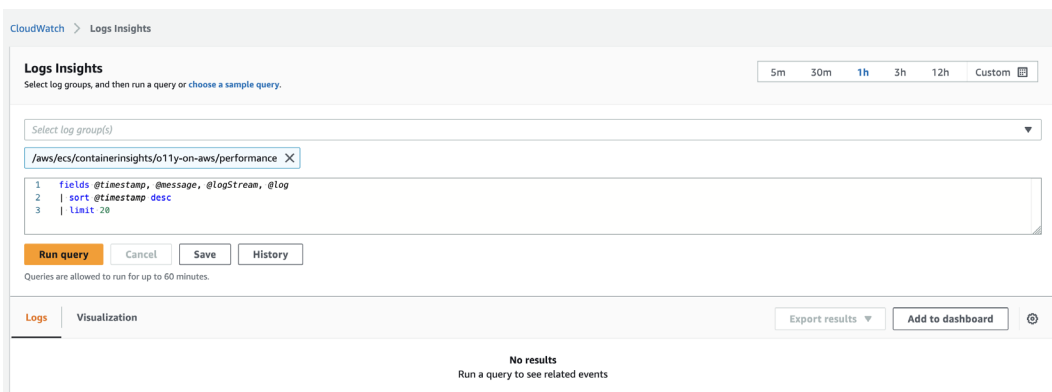 CloudWatch > Logs Insights
Logs Insights
Select log groups, and then run a query or choose a sample query.
5m 30m 1h 3h 12h Custom
Select log group(s)
/aws/ecs/containerinsights/o11y-on-aws/performance
1 fields @timestamp, @message, @logStream, @log
2 | sort @timestamp desc
3 | limit 20
Run query Cancel Save History
Queries are allowed to run for up to 60 minutes.
Logs Visualization Export results Add to dashboard
No results
Run a query to see related events